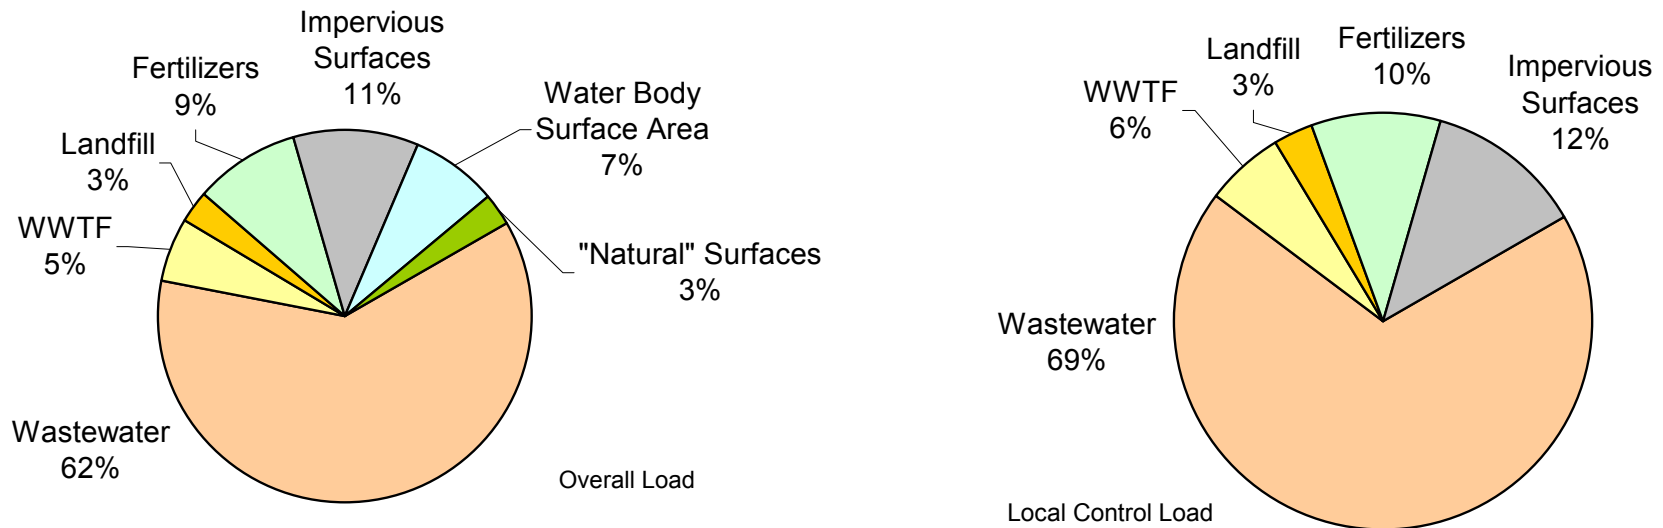 Impervious
Surfaces
11%
Fertilizers
9%
Water Body
Surface Area
7%
Landfill
3%
WWTF
5%
"Natural" Surfaces
3%
Wastewater
62%
Overall Load
Fertilizers
10%
Landfill
3%
Impervious
Surfaces
12%
WWTF
6%
Wastewater
69%
Local Control Load